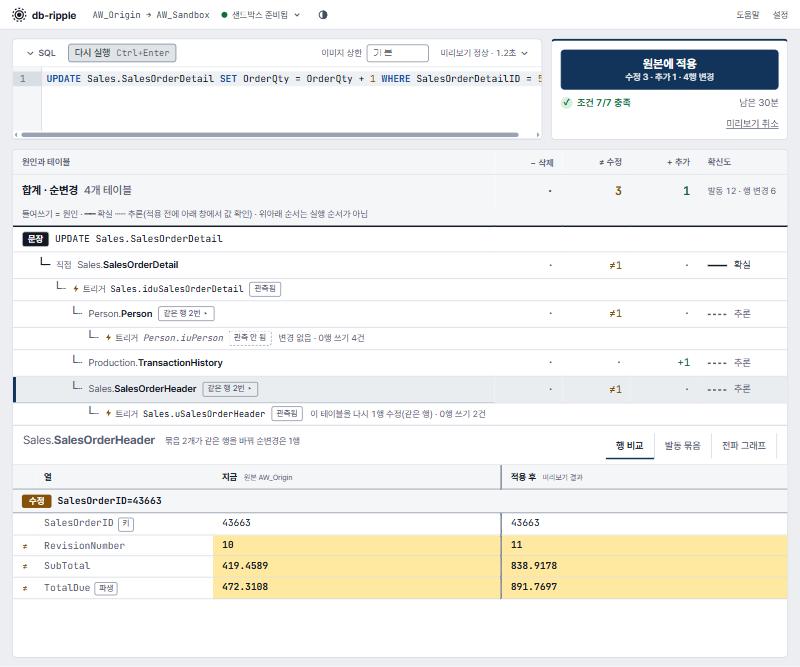 db-ripple AW_Origin → AW_Sandbox 샌드박스 준비됨 도움말 설정
SQL 다시 실행 Ctrl+Enter 이미지 상한 기본 미리보기 정상 · 1.2초
1 UPDATE Sales.SalesOrderDetail SET OrderQty = OrderQty + 1 WHERE SalesOrderDetailID = 5
원본에 적용
수정 3 · 추가 1 · 4행 변경
조건 7/7 충족 남은 30분
미리보기 취소
원인과 테이블 − 삭제 ≠ 수정 + 추가 확신도
합계 · 순변경 4개 테이블 · 3 1 발동 12 · 행 변경 6
들여쓰기 = 원인 · 확실 추론(적용 전에 아래 창에서 값 확인) · 위아래 순서는 실행 순서가 아님
문장 UPDATE Sales.SalesOrderDetail
직접 Sales.SalesOrderDetail · ≠1 · 확실
트리거 Sales.iduSalesOrderDetail 관측됨
Person.Person 같은 행 2번 · ≠1 · 추론
트리거 Person.iuPerson 관측 안 됨 변경 없음 · 0행 쓰기 4건
Production.TransactionHistory · · +1 추론
Sales.SalesOrderHeader 같은 행 2번 · ≠1 · 추론
트리거 Sales.uSalesOrderHeader 관측됨 이 테이블을 다시 1행 수정(같은 행) · 0행 쓰기 2건
Sales.SalesOrderHeader 묶음 2개가 같은 행을 바꿔 순변경은 1행 행 비교 발동 묶음 전파 그래프
열 지금 원본 AW_Origin 적용 후 미리보기 결과
수정 SalesOrderID=43663
SalesOrderID 키 43663 43663
≠ RevisionNumber 10 11
≠ SubTotal 419.4589 838.9178
≠ TotalDue 파생 472.3108 891.7697